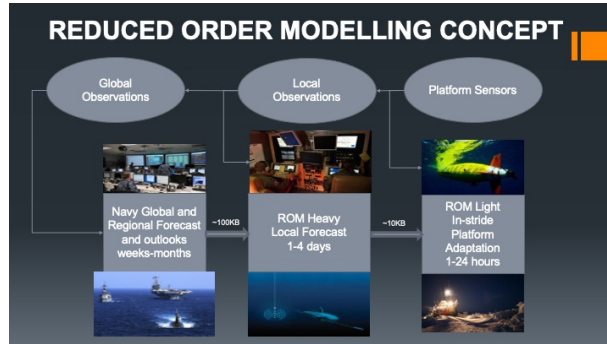 REDUCED ORDER MODELLING CONCEPT
Global
Observations
Local
Observations
Platform Sensors
Navy Global and
Regional Forecast
and outlooks
weeks-months
~100KB
ROM Heavy
Local Forecast
1-4 days
~10KB
ROM Light
In-stride
Platform
Adaptation
1-24 hours